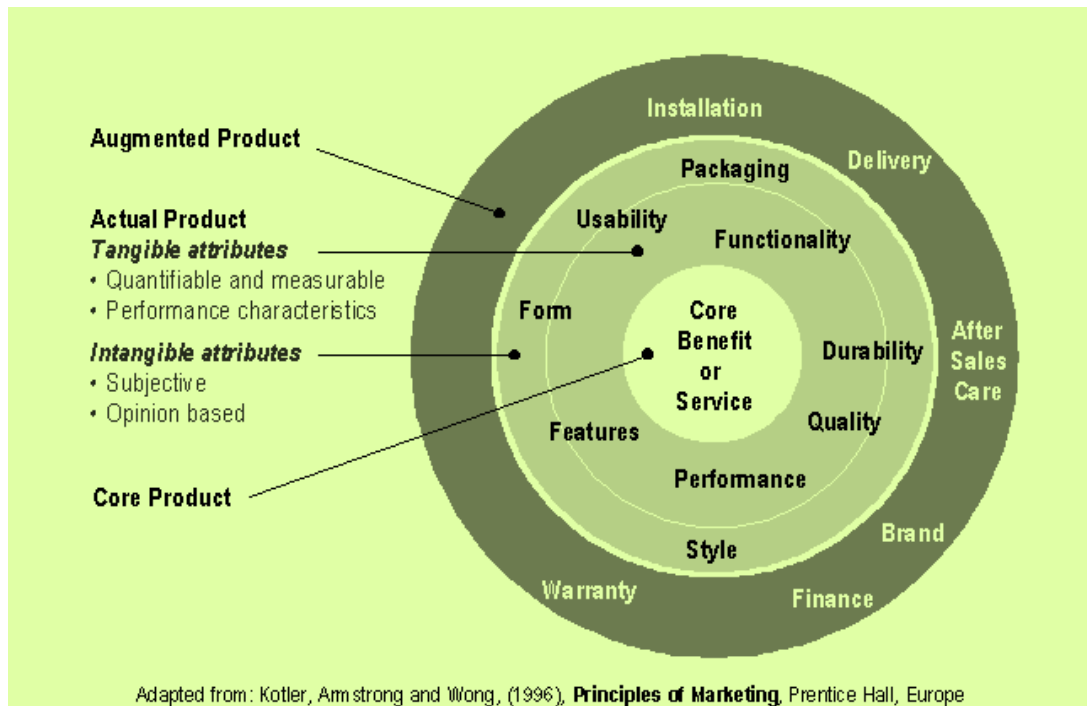 Augmented Product
Actual Product
Tangible attributes
• Quantifiable and measurable
• Performance characteristics
Intangible attributes
• Subjective
• Opinion based
Core Product
Installation
Delivery
After
Sales
Care
Brand
Finance
Warranty
Packaging
Usability
Functionality
Form
Durability
Features
Quality
Performance
Style
Core
Benefit
or
Service
Adapted from: Kotler, Armstrong and Wong, (1996), Principles of Marketing, Prentice Hall, Europe